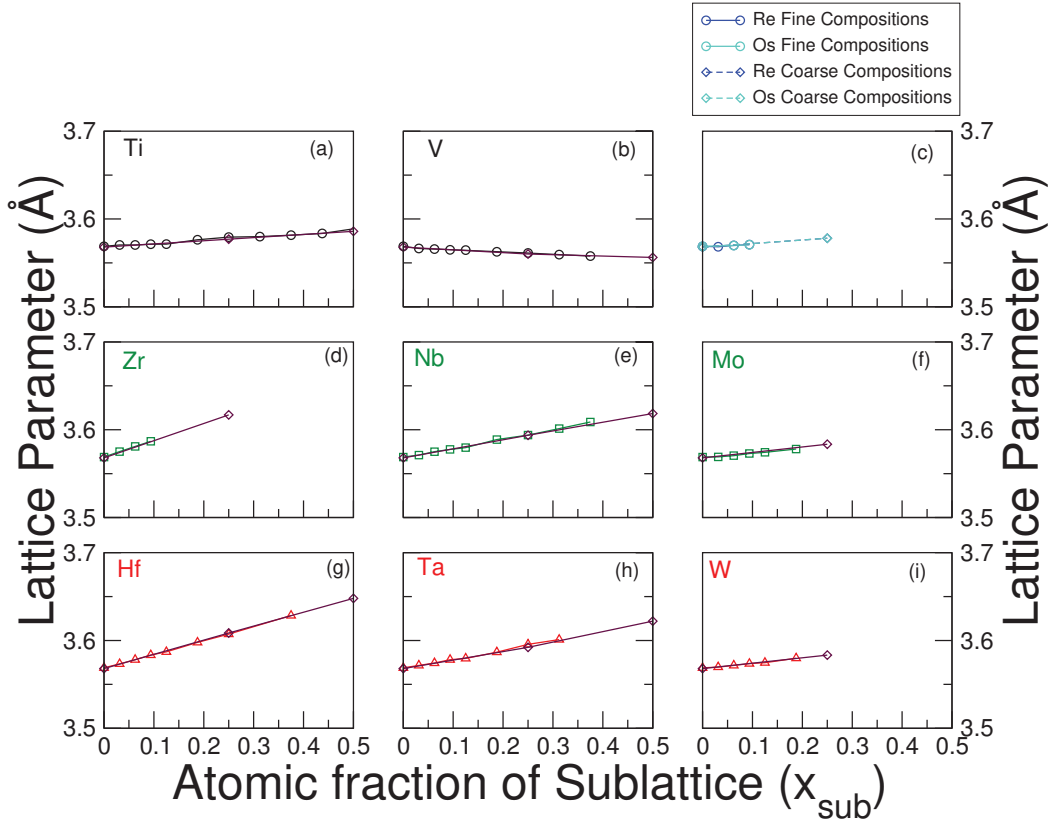 Re Fine Compositions
Os Fine Compositions
Re Coarse Compositions
Os Coarse Compositions
3.7
3.6
3.5
Ti
(a)
V
(b)
(c)
3.7
3.6
3.5
3.7
3.6
3.5
Zr
(d)
Nb
(e)
Mo
(f)
3.7
3.6
3.5
3.7
3.6
3.5
Hf
(g)
Ta
(h)
W
(i)
3.7
3.6
3.5
0 0.1 0.2 0.3 0.4 0.5
0 0.1 0.2 0.3 0.4 0.5
0 0.1 0.2 0.3 0.4 0.5
Lattice Parameter (Å)
Lattice Parameter (Å)
Atomic fraction of Sublattice (x_sub)